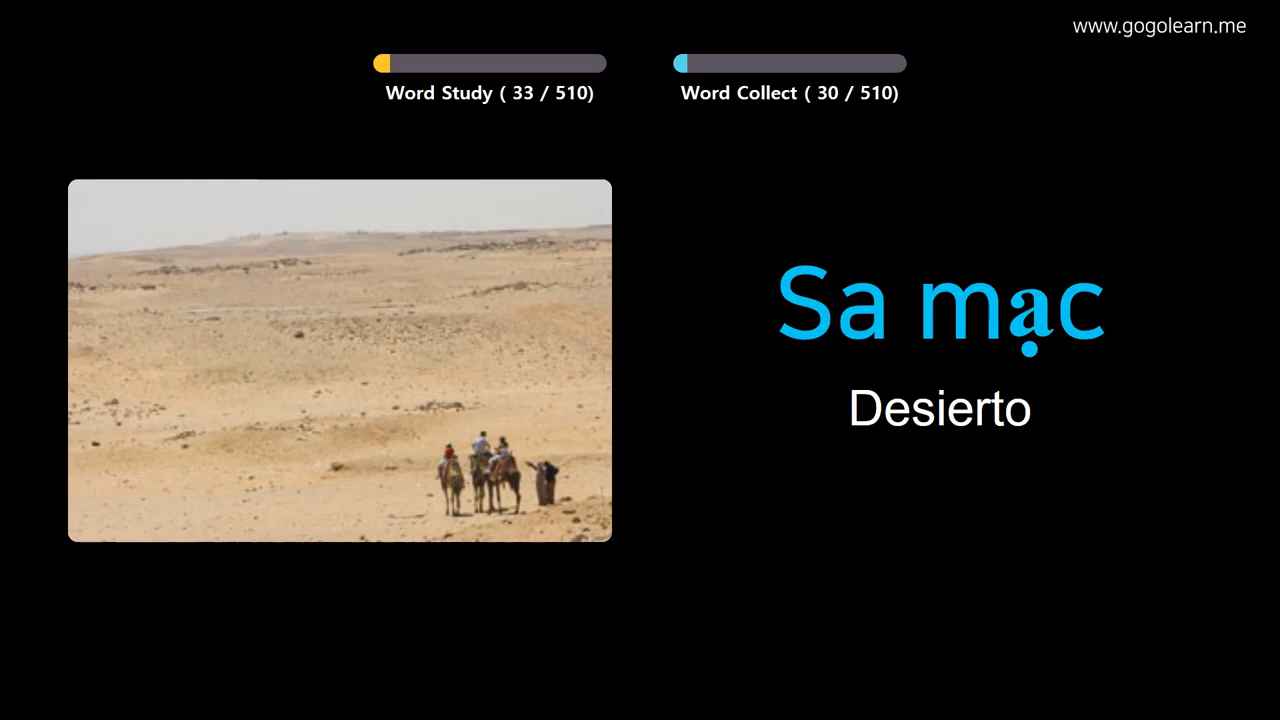 www.gogolearn.me
Word Study ( 33 / 510)
Word Collect ( 30 / 510)
Sa mạc
Desierto